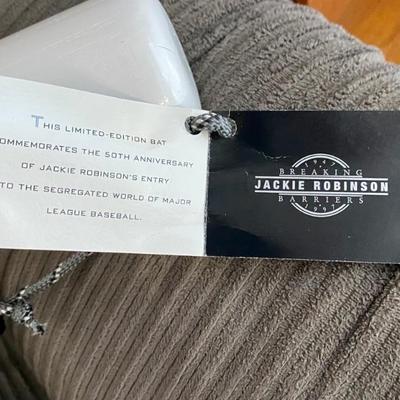 THIS LIMITED-EDITION BAT
COMMEMORATES THE 50TH ANNIVERSARY
OF JACKIE ROBINSON'S ENTRY
TO THE SEGREGATED WORLD OF MAJOR
LEAGUE BASEBALL.
1947
BREAKING
JACKIE ROBINSON
BARRIERS
1997